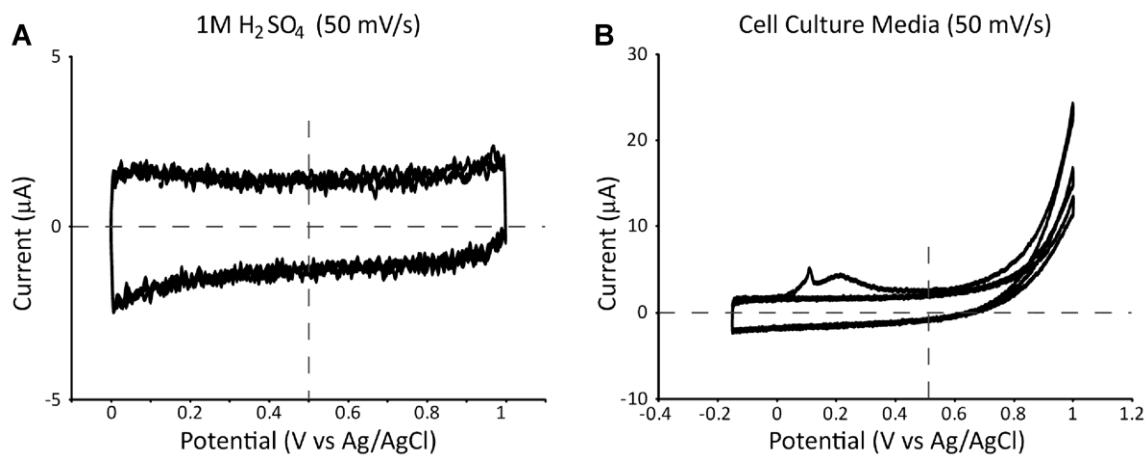 A
1M H₂SO₄ (50 mV/s)
5
0
-5
Current (µA)
0 0.2 0.4 0.6 0.8 1
Potential (V vs Ag/AgCl)
B
Cell Culture Media (50 mV/s)
30
20
10
0
-10
Current (µA)
-0.4 -0.2 0 0.2 0.4 0.6 0.8 1 1.2
Potential (V vs Ag/AgCl)